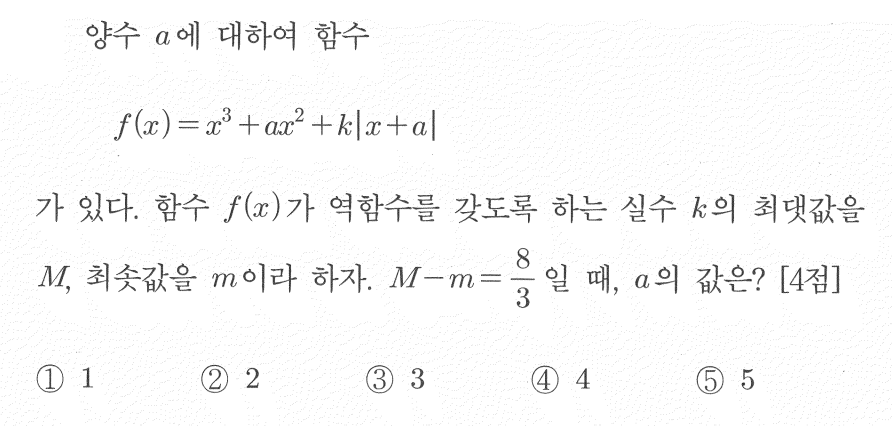 양수 a에 대하여 함수
f(x)=x³+ax²+k|x+a|
가 있다. 함수 f(x)가 역함수를 갖도록 하는 실수 k의 최댓값을
M, 최솟값을 m이라 하자. M-m=8/3일 때, a의 값은? [4점]
① 1 ② 2 ③ 3 ④ 4 ⑤ 5